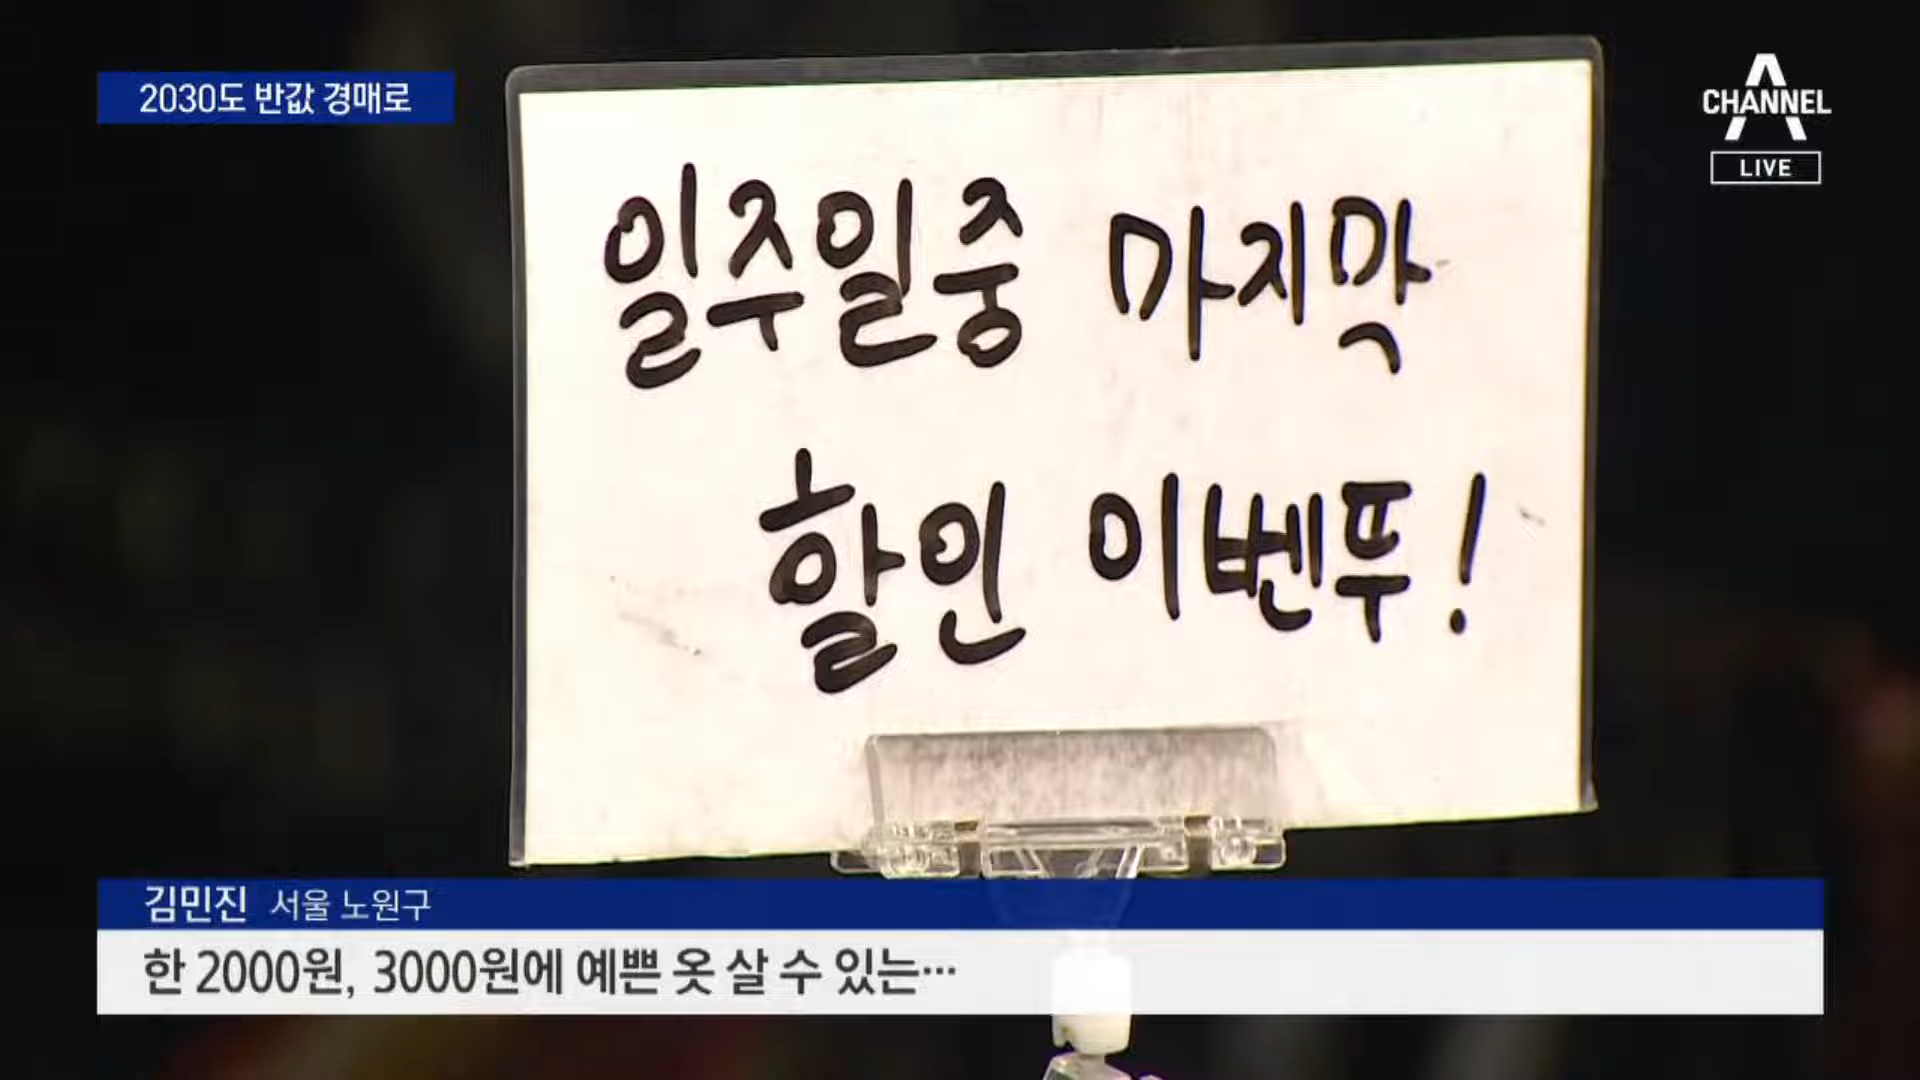 2030도 반값 경매로
CHANNEL A
LIVE
일주일중 마지막
할인 이벤투!
김민진 서울 노원구
한 2000원, 3000원에 예쁜 옷 살 수 있는…